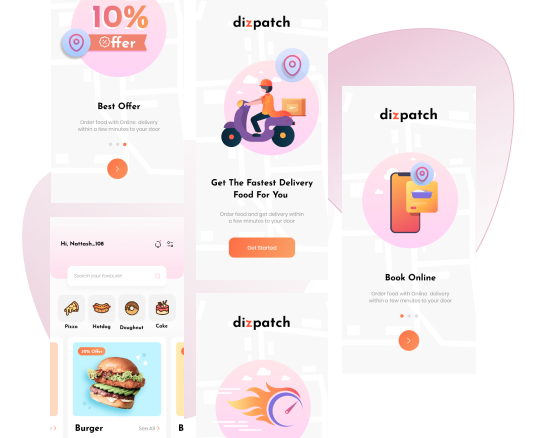 10%
Offer
Best Offer
Order food with Online delivery
within a few minutes to your door
Hi, Nattash_108
Search your favourite
Pizza
Hotdog
Doughnut
Cake
20% Offer
Burger
See All
B
dizpatch
Get The Fastest Delivery
Food For You
Order food and get delivery within
a few minutes to your door
Get Started
dizpatch
dizpatch
Book Online
Order food with Online delivery
within a few minutes to your door